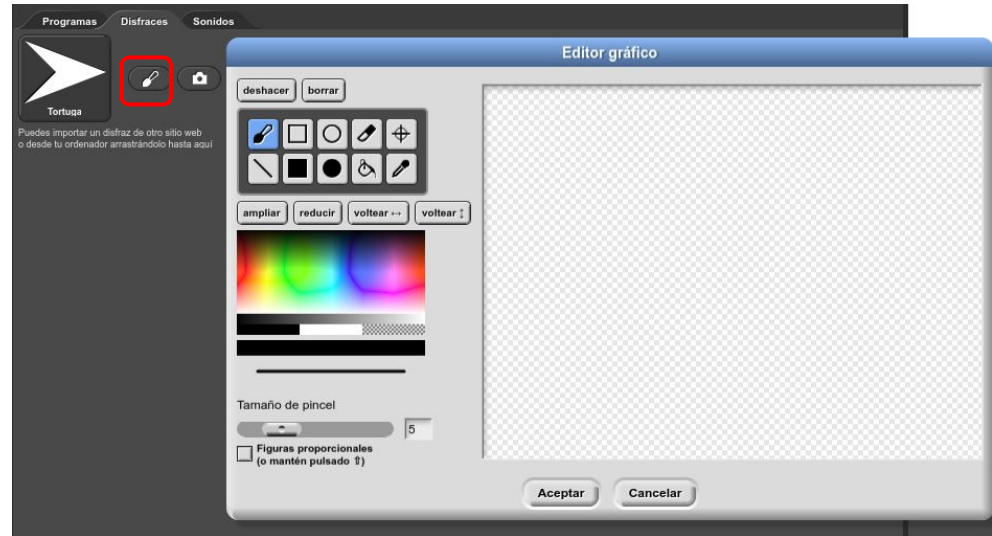 Programas Disfraces Sonidos
Tortuga
Puedes importar un disfraz de otro sitio web
o desde tu ordenador arrastrándolo hasta aquí
Editor gráfico
deshacer borrar
ampliar reducir voltear ↔ voltear ↕
Tamaño de pincel
5
Figuras proporcionales
(o mantén pulsado ⇧)
Aceptar Cancelar